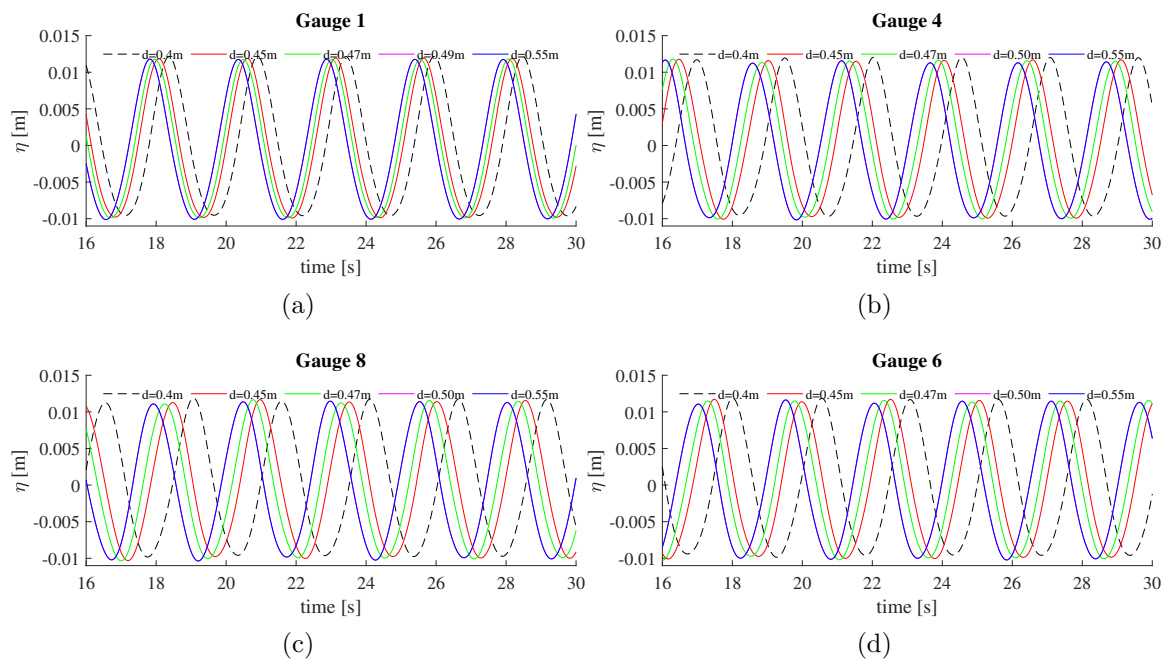 Gauge 1
0.015
0.01
0.005
0
-0.005
-0.01
η [m]
d=0.4m d=0.45m d=0.47m d=0.49m d=0.55m
16 18 20 22 24 26 28 30
time [s]
(a)
Gauge 4
0.015
0.01
0.005
0
-0.005
-0.01
η [m]
d=0.4m d=0.45m d=0.47m d=0.50m d=0.55m
16 18 20 22 24 26 28 30
time [s]
(b)
Gauge 8
0.015
0.01
0.005
0
-0.005
-0.01
η [m]
d=0.4m d=0.45m d=0.47m d=0.50m d=0.55m
16 18 20 22 24 26 28 30
time [s]
(c)
Gauge 6
0.015
0.01
0.005
0
-0.005
-0.01
η [m]
d=0.4m d=0.45m d=0.47m d=0.50m d=0.55m
16 18 20 22 24 26 28 30
time [s]
(d)